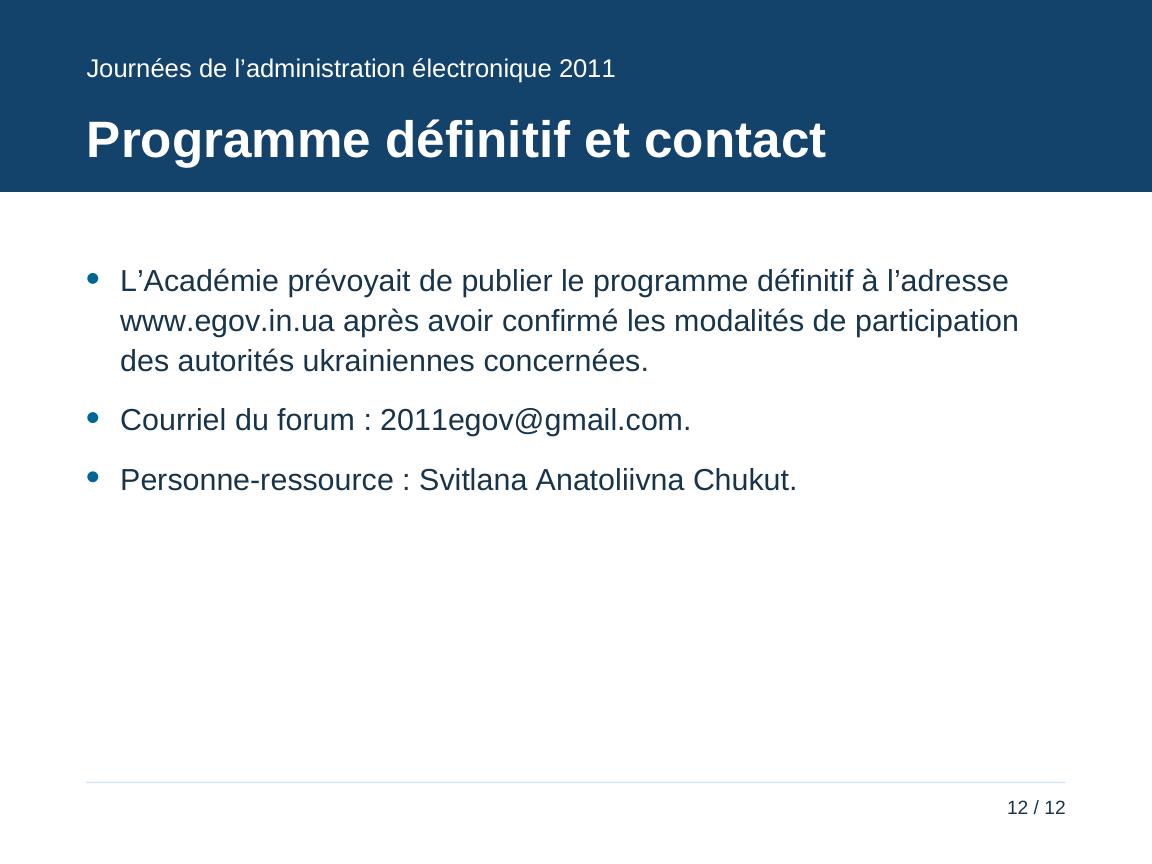 Journées de l’administration électronique 2011
Programme définitif et contact
• L’Académie prévoyait de publier le programme définitif à l’adresse
www.egov.in.ua après avoir confirmé les modalités de participation
des autorités ukrainiennes concernées.
• Courriel du forum : 2011egov@gmail.com.
• Personne-ressource : Svitlana Anatoliivna Chukut.
12 / 12